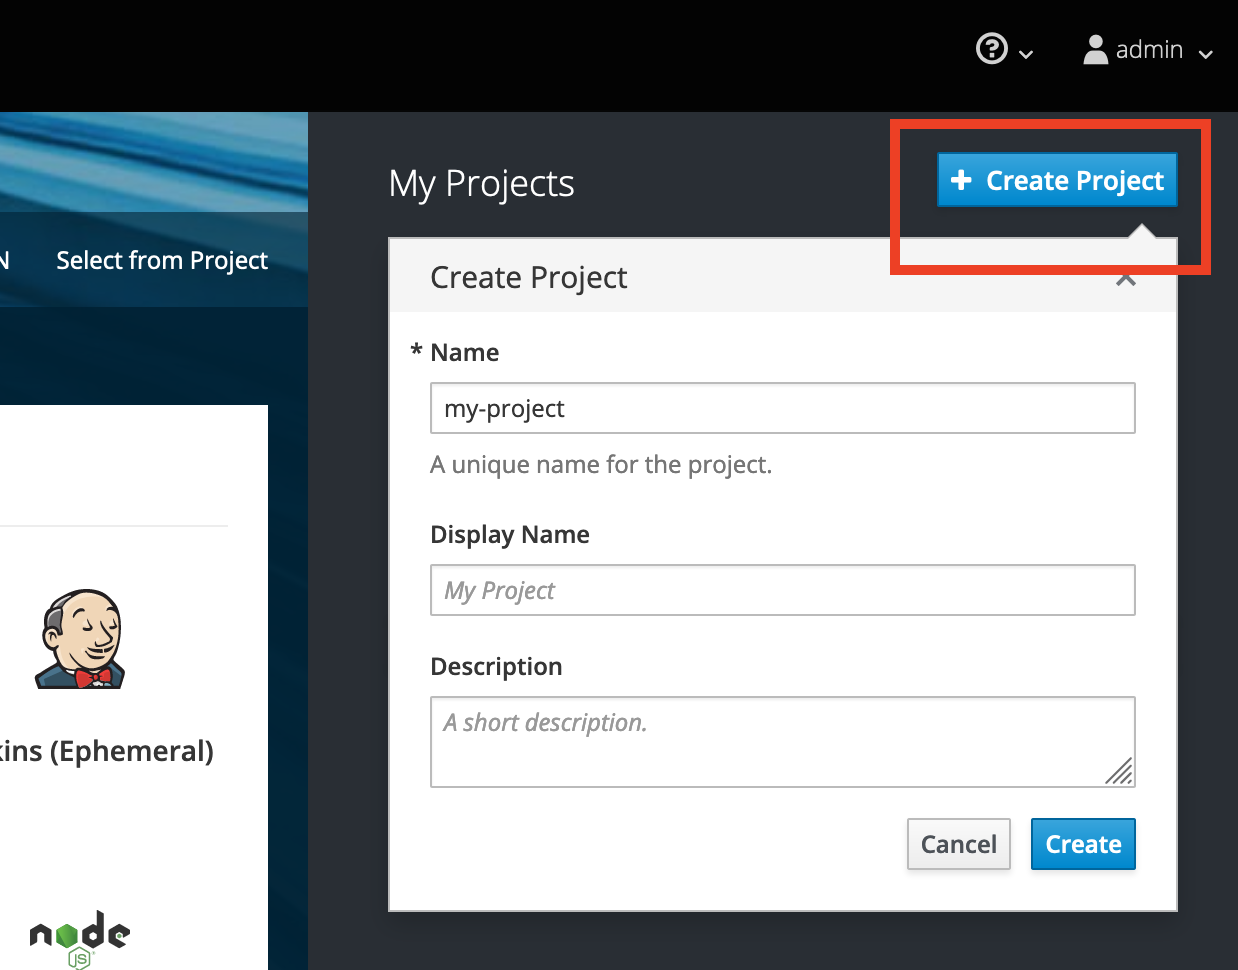 admin
My Projects
+ Create Project
N
Select from Project
Create Project
* Name
my-project
A unique name for the project.
Display Name
My Project
Description
A short description.
kins (Ephemeral)
Cancel
Create
node
JS